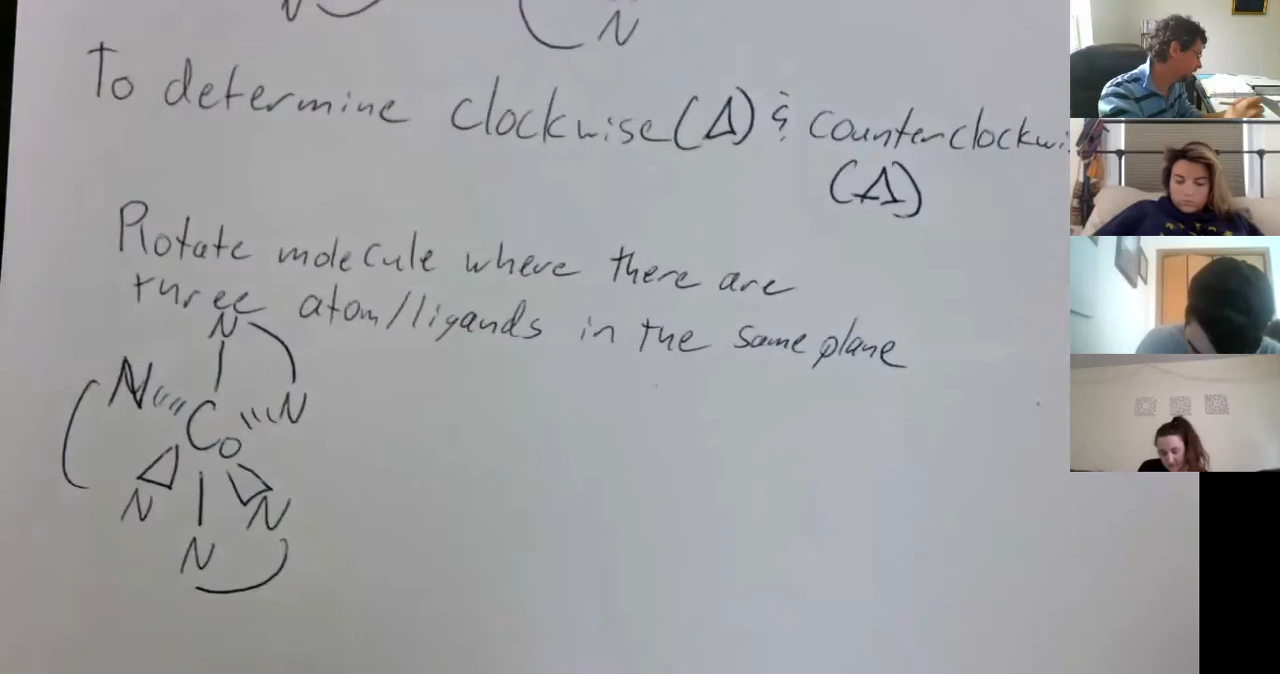 N N
To determine clockwise (Δ) & counterclockwi
(Δ)
Rotate molecule where there are
three atom/ligands in the same plane
N
N N
Co
N N
N